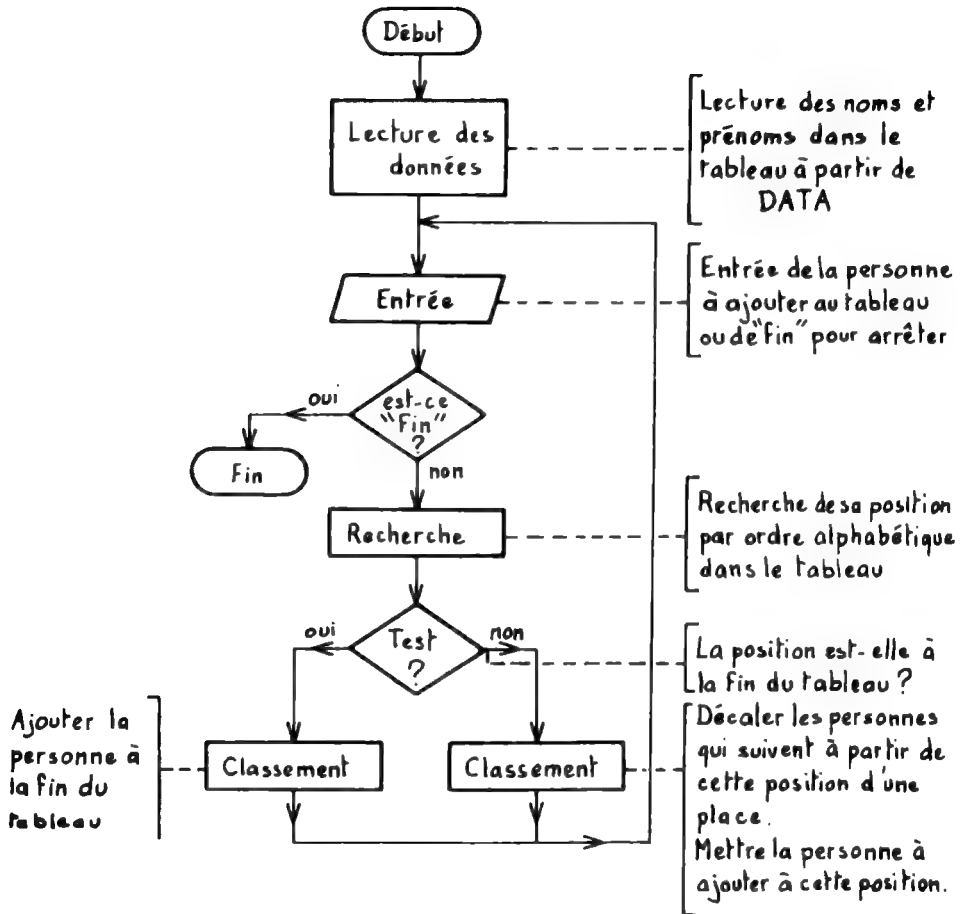 Début
Lecture des
données
Lecture des noms et
prénoms dans le
tableau à partir de
DATA
Entrée
Entrée de la personne
à ajouter au tableau
ou de "fin" pour arrêter
est-ce
"Fin"
?
oui
Fin
non
Recherche
Recherche de sa position
par ordre alphabétique
dans le tableau
oui
Test
?
non
La position est-elle à
la fin du tableau ?
Ajouter la
personne à
la fin du
tableau
Classement
Classement
Décaler les personnes
qui suivent à partir de
cette position d'une
place.
Mettre la personne à
ajouter à cette position.